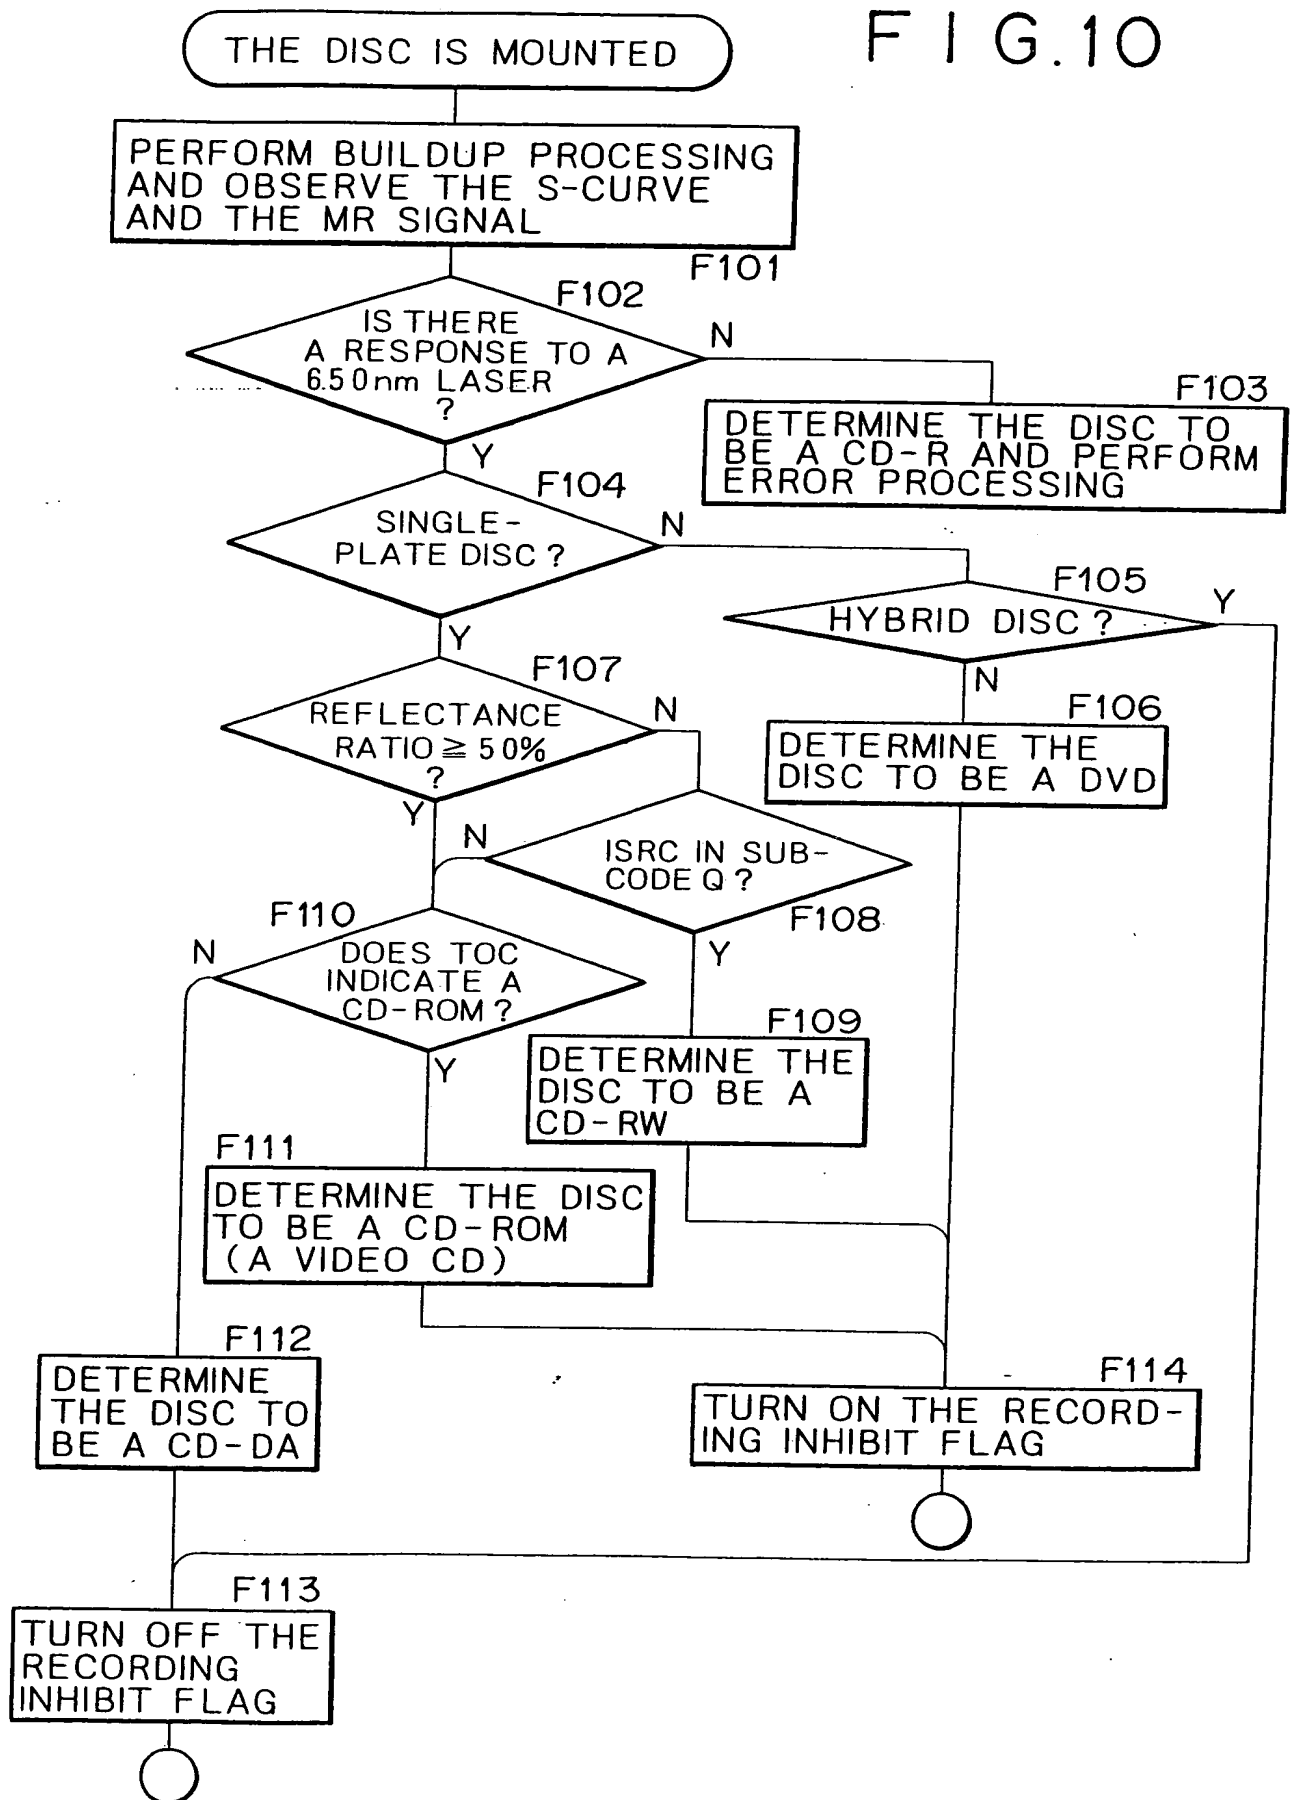 FIG.10
THE DISC IS MOUNTED
PERFORM BUILDUP PROCESSING
AND OBSERVE THE S-CURVE
AND THE MR SIGNAL
F101
F102
IS THERE
A RESPONSE TO A
6.50nm LASER
?
N
Y
F103
DETERMINE THE DISC TO
BE A CD-R AND PERFORM
ERROR PROCESSING
F104
SINGLE-
PLATE DISC ?
N
Y
F105
HYBRID DISC ?
Y
N
F106
DETERMINE THE
DISC TO BE A DVD
F107
REFLECTANCE
RATIO ≧ 50%
?
N
Y
ISRC IN SUB-
CODE Q ?
F108
N
Y
F109
DETERMINE THE
DISC TO BE A
CD-RW
F110
DOES TOC
INDICATE A
CD-ROM ?
N
Y
F111
DETERMINE THE DISC
TO BE A CD-ROM
(A VIDEO CD)
F112
DETERMINE
THE DISC TO
BE A CD-DA
F114
TURN ON THE RECORD-
ING INHIBIT FLAG
F113
TURN OFF THE
RECORDING
INHIBIT FLAG